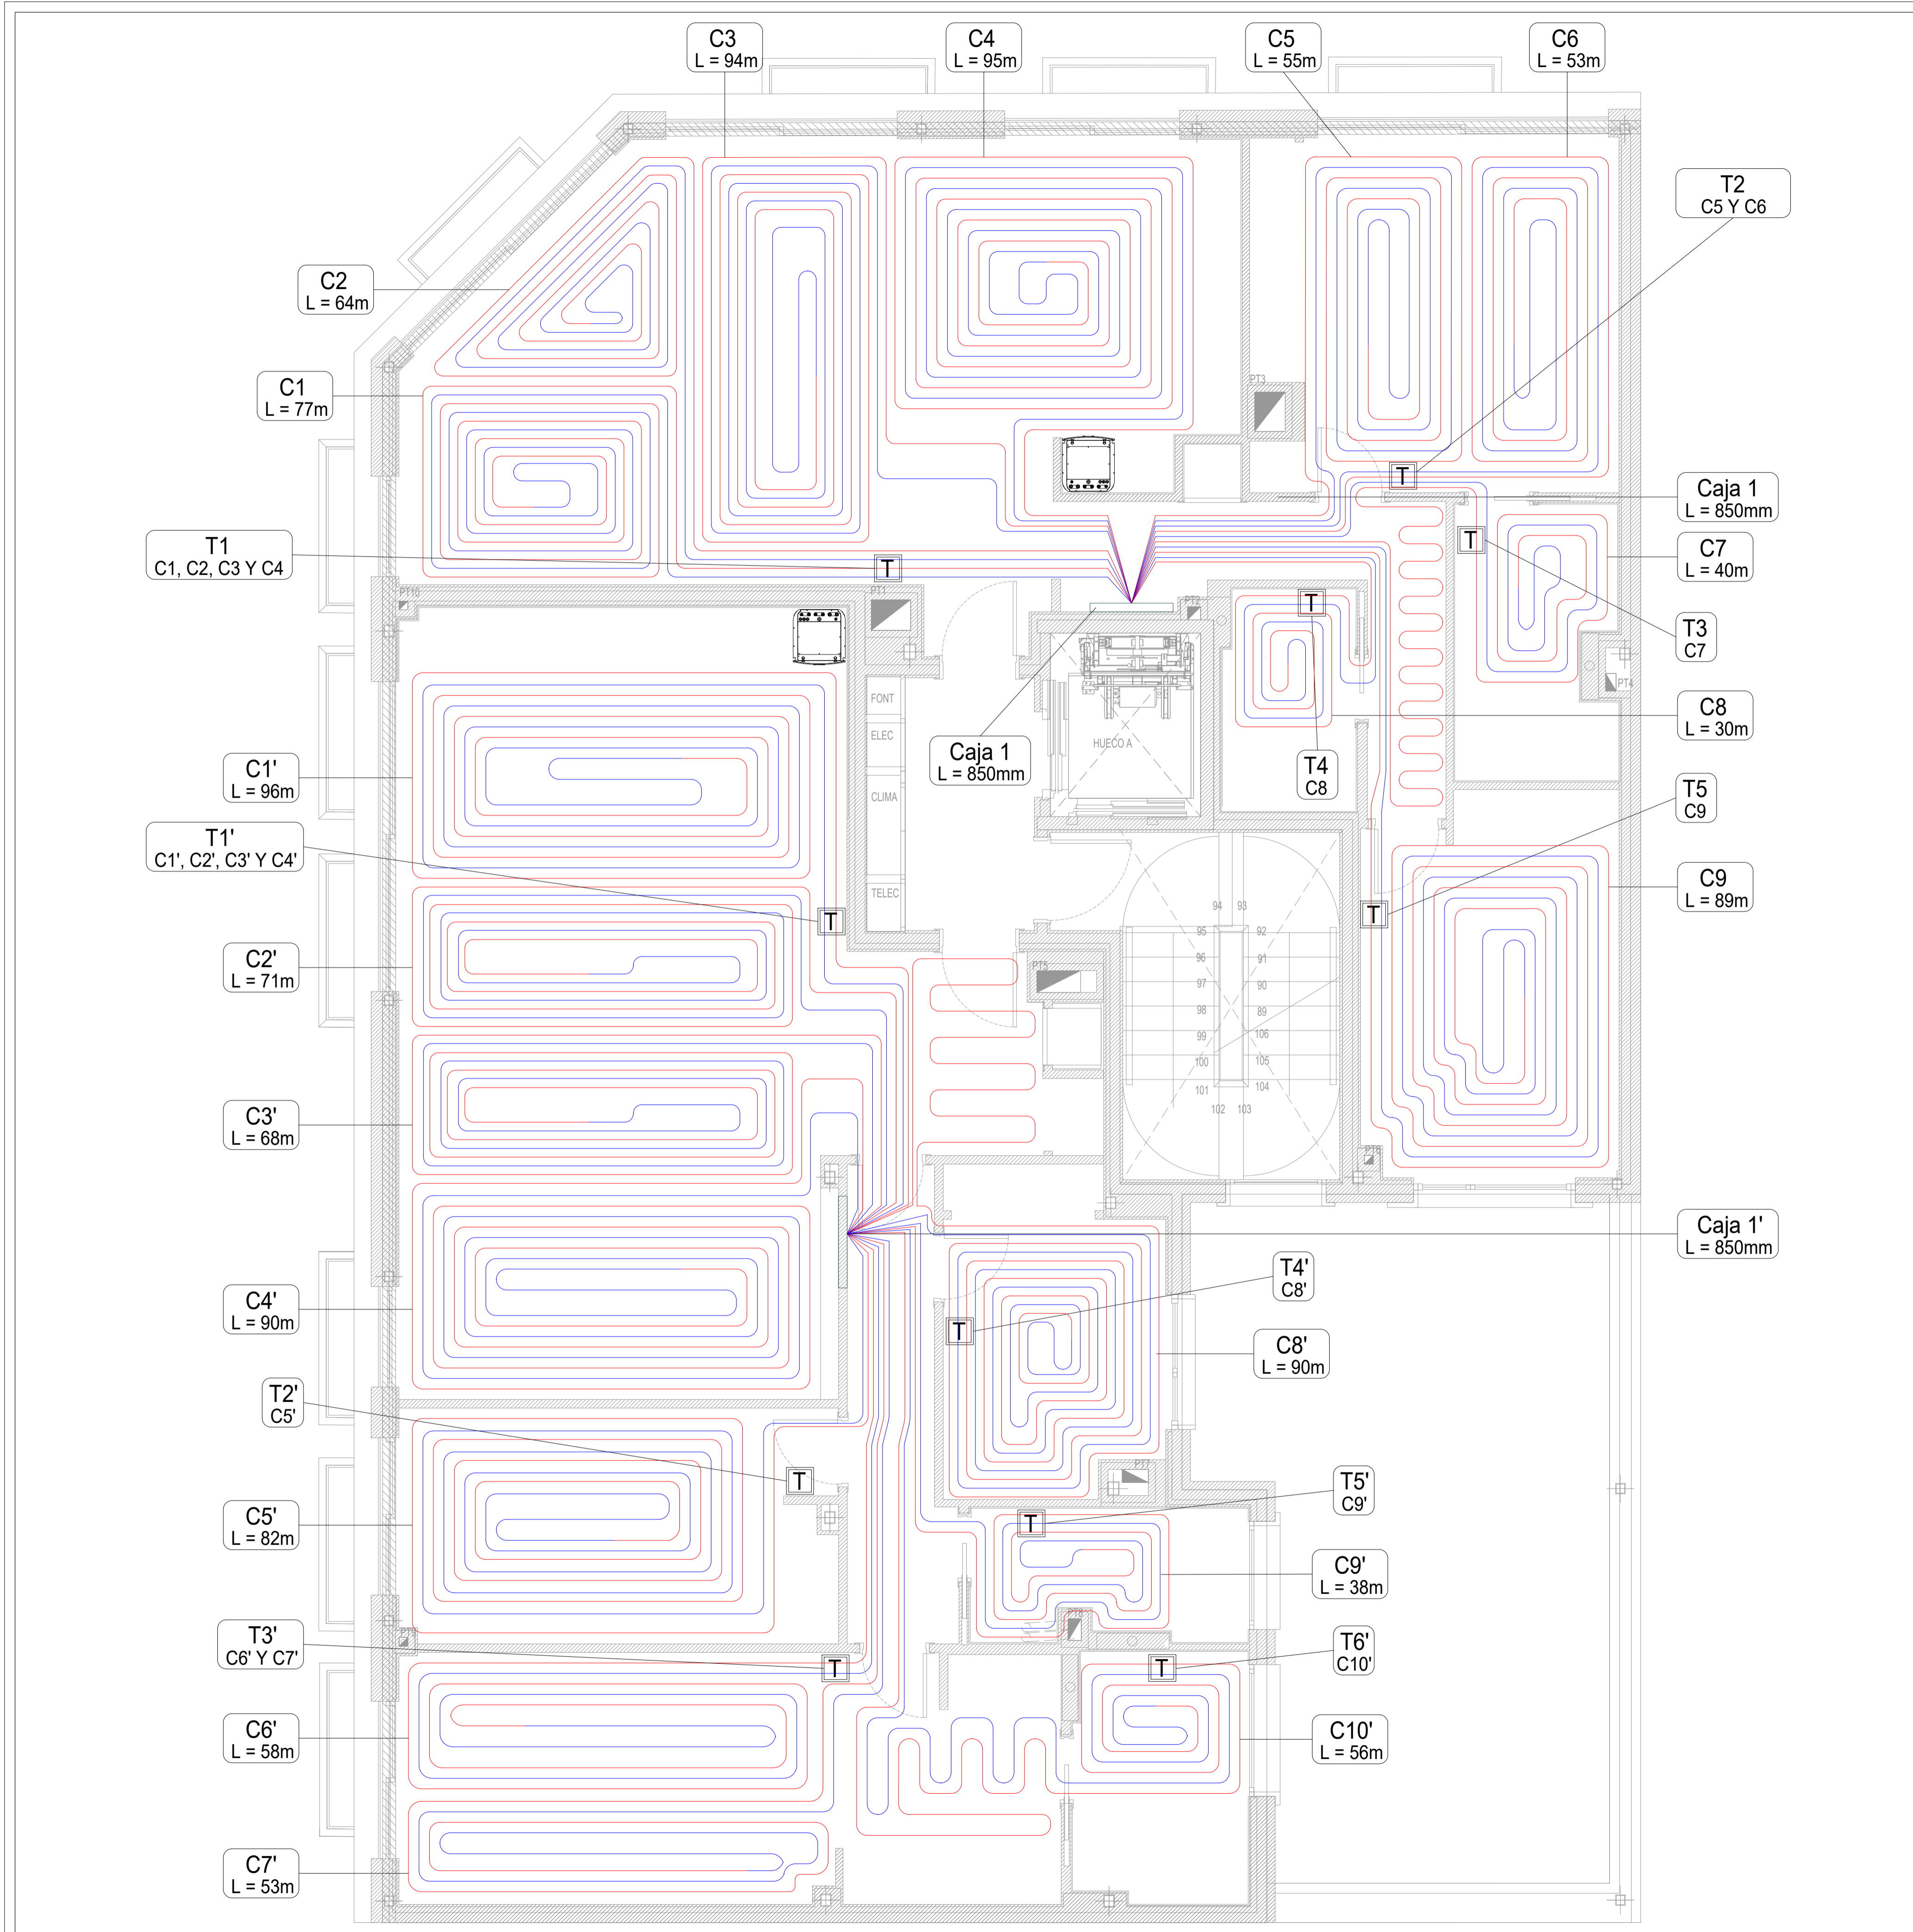 C3
L = 94m
C4
L = 95m
C5
L = 55m
C6
L = 53m
T2
C5 Y C6
C2
L = 64m
C1
L = 77m
PT3
T
Caja 1
L = 850mm
T1
C1, C2, C3 Y C4
T
T
C7
L = 40m
PT10
PT1
PT2
T
T3
C7
PT4
FONT
C8
L = 30m
ELEC
HUECO A
Caja 1
L = 850mm
C1'
L = 96m
T4
C8
CLIMA
T5
C9
T1'
C1', C2', C3' Y C4'
TELEC
C9
L = 89m
T
T
94
93
95
92
C2'
L = 71m
PT5
96
91
97
90
98
89
99
106
100
105
101
104
102
103
C3'
L = 68m
PT6
Caja 1'
L = 850mm
C4'
L = 90m
T4'
C8'
T
C8'
L = 90m
T2'
C5'
T
PT7
T5'
C9'
C5'
L = 82m
T
C9'
L = 38m
PT8
T3'
C6' Y C7'
T
T
T6'
C10'
C6'
L = 58m
C10'
L = 56m
C7'
L = 53m